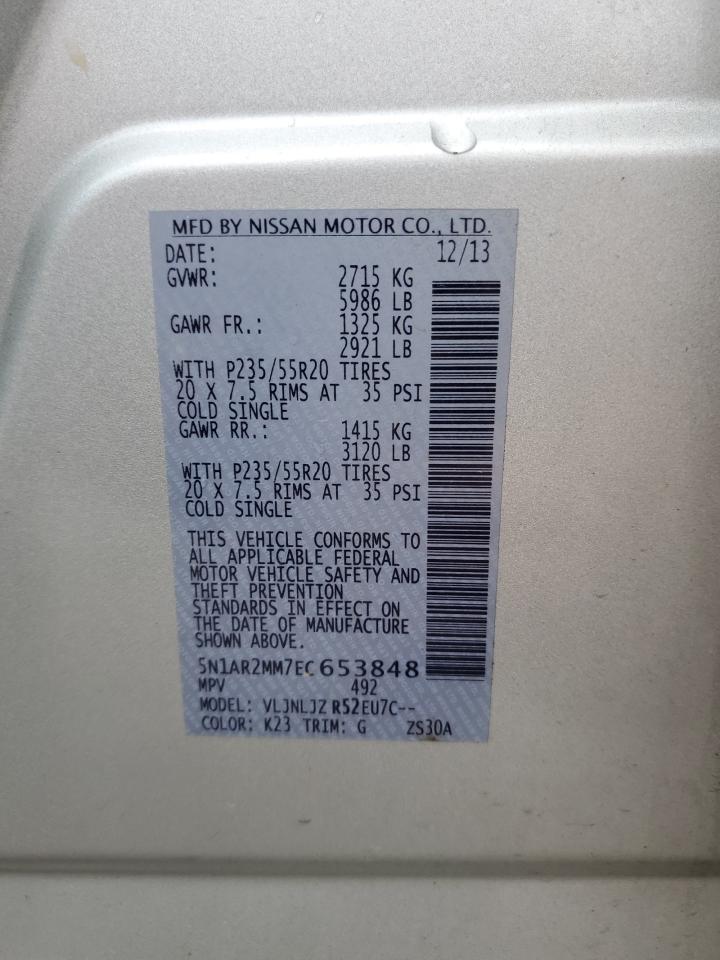 MFD BY NISSAN MOTOR CO., LTD.
DATE: 12/13
GVWR: 2715 KG
5986 LB
GAWR FR.: 1325 KG
2921 LB
WITH P235/55R20 TIRES
20 X 7.5 RIMS AT 35 PSI
COLD SINGLE
GAWR RR.: 1415 KG
3120 LB
WITH P235/55R20 TIRES
20 X 7.5 RIMS AT 35 PSI
COLD SINGLE
THIS VEHICLE CONFORMS TO
ALL APPLICABLE FEDERAL
MOTOR VEHICLE SAFETY AND
THEFT PREVENTION
STANDARDS IN EFFECT ON
THE DATE OF MANUFACTURE
SHOWN ABOVE.
5N1AR2MM7EC653848
MPV 492
MODEL: VLJNLJZ R52EU7C--
COLOR: K23 TRIM: G ZS30A